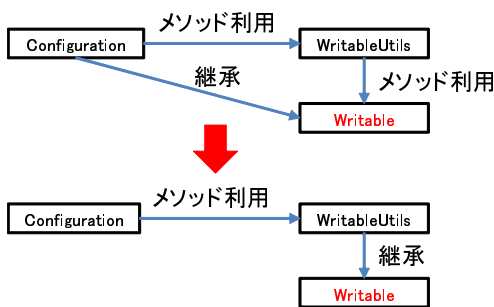 メソッド利用
Configuration
WritableUtils
継承
メソッド利用
Writable
メソッド利用
Configuration
WritableUtils
継承
Writable